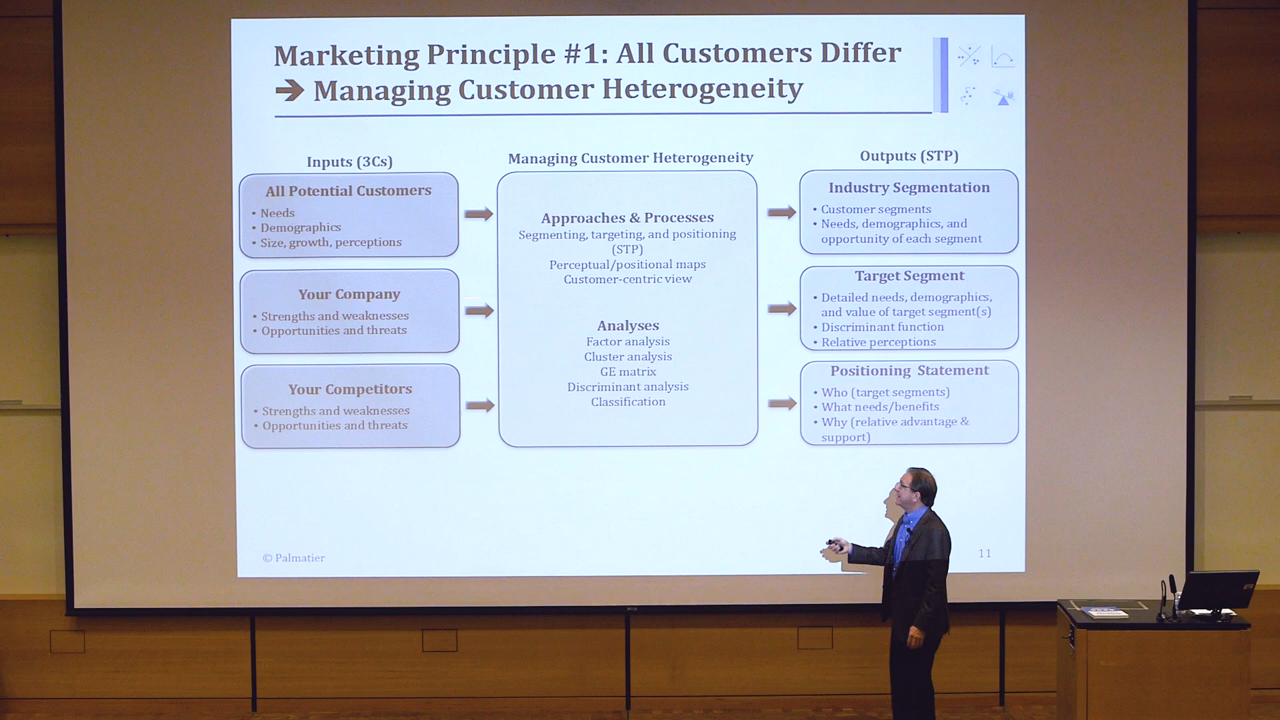 Marketing Principle #1: All Customers Differ
➔ Managing Customer Heterogeneity
Inputs (3Cs)
All Potential Customers
• Needs
• Demographics
• Size, growth, perceptions
Your Company
• Strengths and weaknesses
• Opportunities and threats
Your Competitors
• Strengths and weaknesses
• Opportunities and threats
Managing Customer Heterogeneity
Approaches & Processes
Segmenting, targeting, and positioning
(STP)
Perceptual/positional maps
Customer-centric view
Analyses
Factor analysis
Cluster analysis
GE matrix
Discriminant analysis
Classification
Outputs (STP)
Industry Segmentation
• Customer segments
• Needs, demographics, and
opportunity of each segment
Target Segment
• Detailed needs, demographics,
and value of target segment(s)
• Discriminant function
• Relative perceptions
Positioning Statement
• Who (target segments)
• What needs/benefits
• Why (relative advantage &
support)
© Palmatier
11